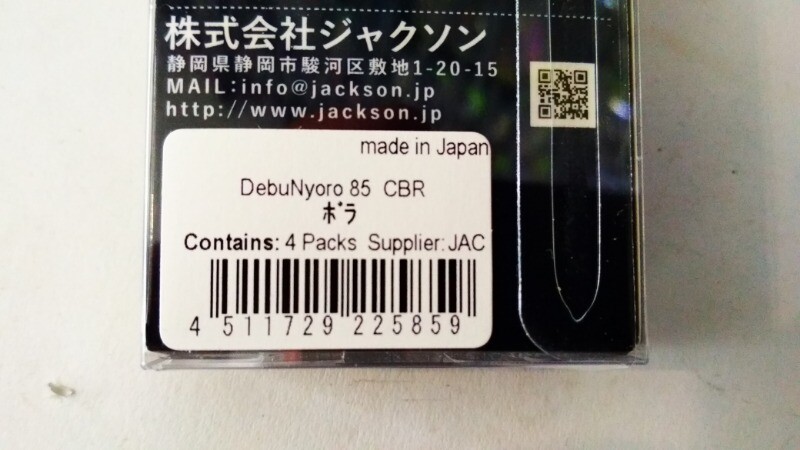 株式会社ジャクソン
静岡県静岡市駿河区敷地1-20-15
MAIL:info@jackson.jp
http://www.jackson.jp
made in Japan
DebuNyoro 85 CBR
ﾎﾞﾗ
Contains: 4 Packs Supplier: JAC
4 511729 225859